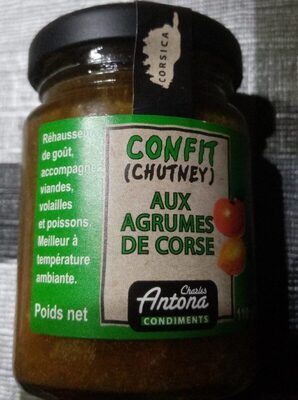 CORSICA
Réhausseur
de goût,
accompagne
viandes,
volailles
et poissons.
Meilleur à
température
ambiante.
Poids net
CONFIT
(CHUTNEY)
AUX
AGRUMES
DE CORSE
Charles
Antona
CONDIMENTS